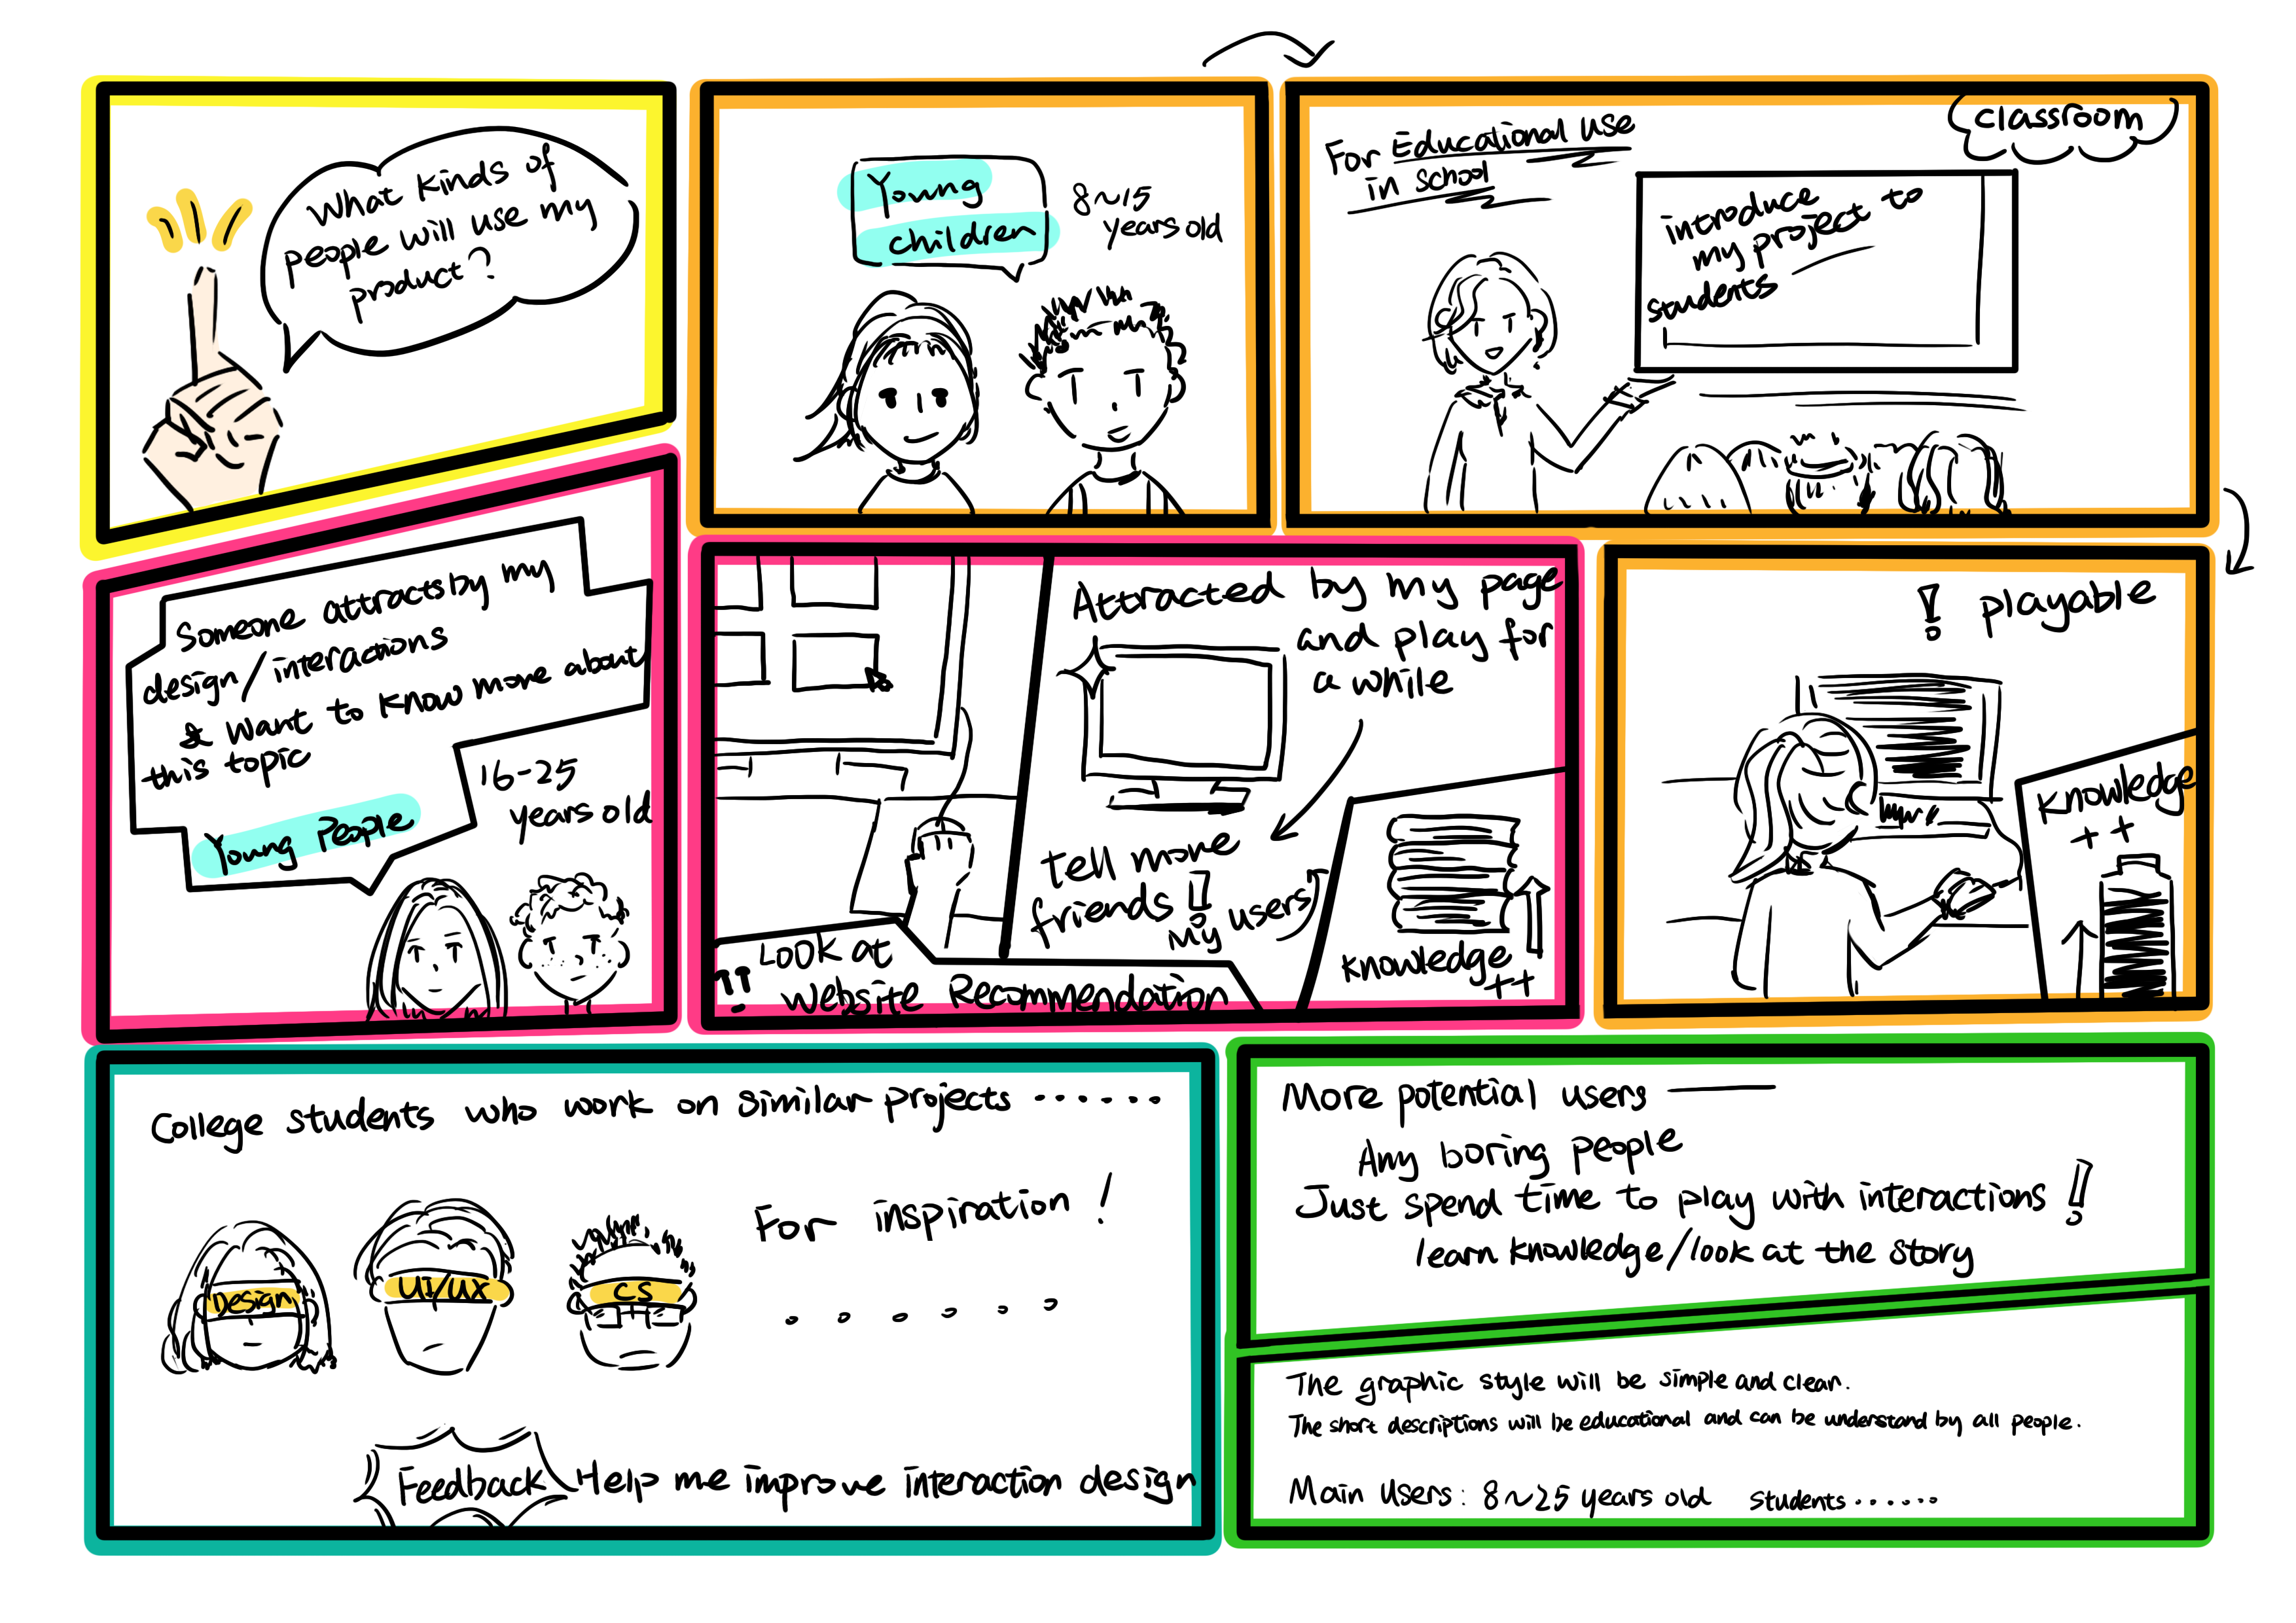 What kinds of
people will use my
product?
Young
children
8~15
years old
For Educational use
in school
classroom
introduce
my project to
students
! playable
knowledge
++
Someone attracts by my
design/interactions
& want to know more about
this topic
Young People
16-25
years old
Attracted by my page
and play for
a while
Tell more
friends!
my users
knowledge
++
!! LOOK at
website Recommendation
College students who work on similar projects ......
Design
UI/UX
CS
For inspiration!
......
Feedback
Help me improve interaction design
More potential users —
Any boring people
Just spend time to play with interactions!
learn knowledge/look at the story
The graphic style will be simple and clear.
The short descriptions will be educational and can be understand by all people.
Main Users: 8~25 years old students......